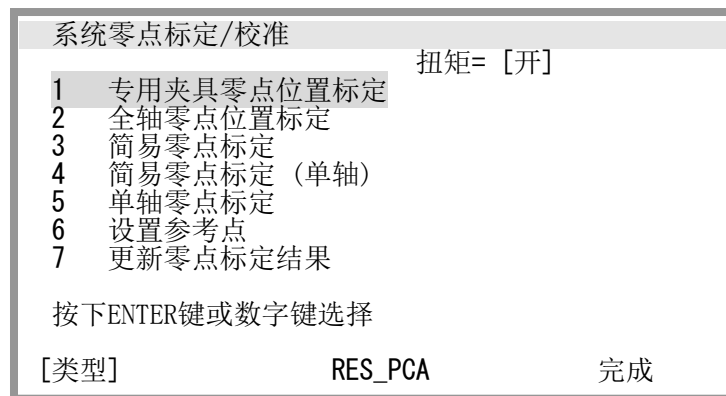 系统零点标定/校准
扭矩= [开]
1 专用夹具零点位置标定
2 全轴零点位置标定
3 简易零点标定
4 简易零点标定 (单轴)
5 单轴零点标定
6 设置参考点
7 更新零点标定结果
按下ENTER键或数字键选择
[类型] RES_PCA 完成